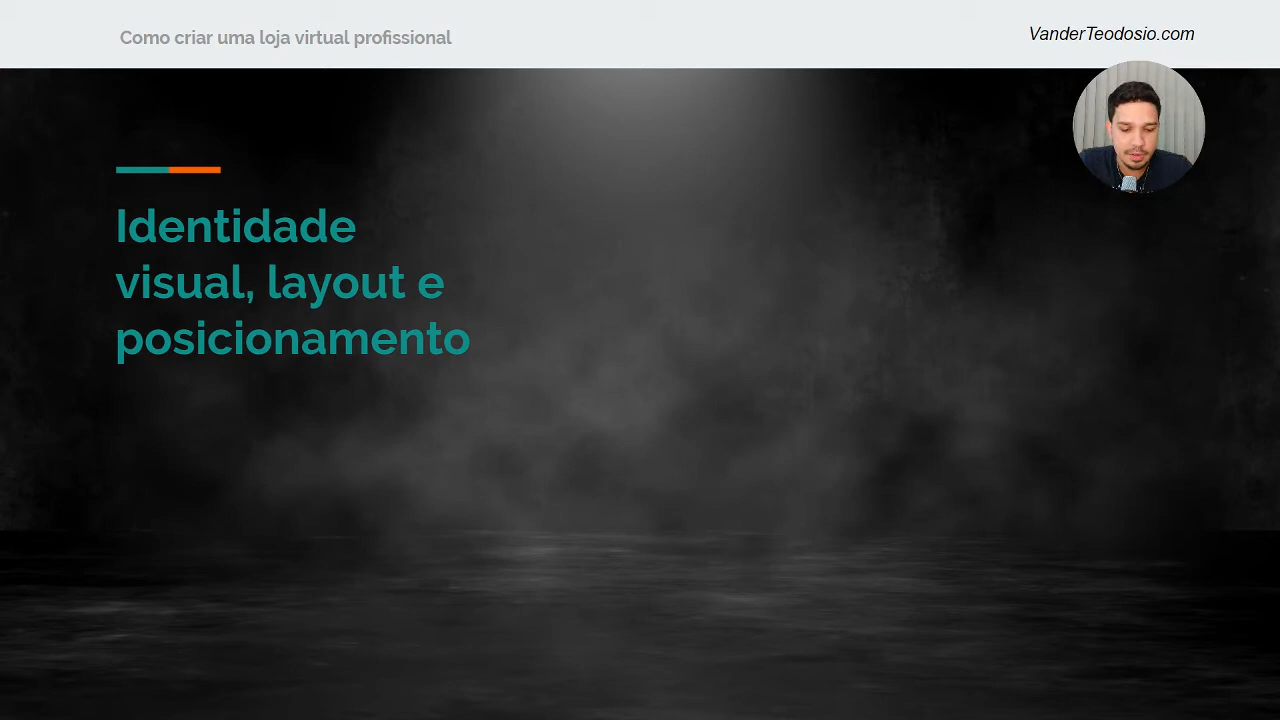 Como criar uma loja virtual profissional
VanderTeodosio.com
Identidade
visual, layout e
posicionamento